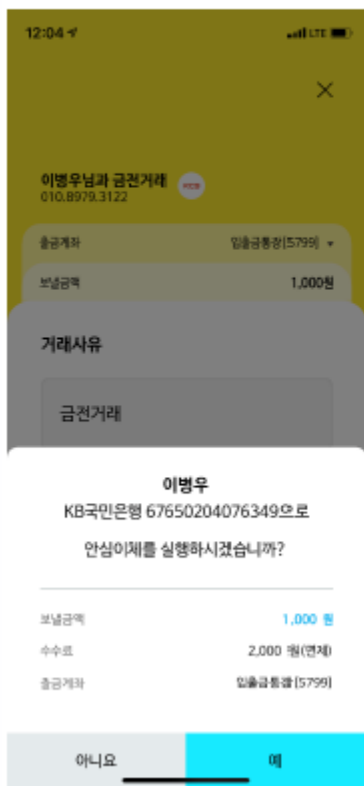 12:04
LTE
이병우님과 금전거래
010.8979.3122
출금계좌 입출금통장[5799]
보낼금액 1,000원
거래사유
금전거래
이병우
KB국민은행 67650204076349으로
안심이체를 실행하시겠습니까?
보낼금액 1,000 원
수수료 2,000 원(면제)
출금계좌 입출금통장[5799]
아니요 예